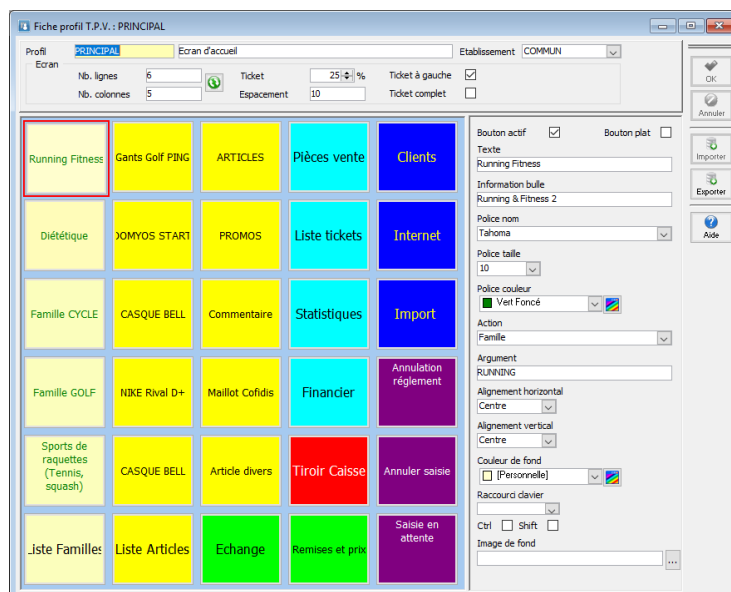 Fiche profil T.P.V. : PRINCIPAL
Profil PRINCIPAL Ecran d'accueil Etablissement COMMUN
Ecran
Nb. lignes 6 Ticket 25 % Ticket à gauche
Nb. colonnes 5 Espacement 10 Ticket complet
OK
Annuler
Importer
Exporter
Aide
Running Fitness Gants Golf PING ARTICLES Pièces vente Clients
Diététique DOMYOS START PROMOS Liste tickets Internet
Famille CYCLE CASQUE BELL Commentaire Statistiques Import
Famille GOLF NIKE Rival D+ Maillot Cofidis Financier Annulation
réglement
Sports de
raquettes
(Tennis,
squash) CASQUE BELL Article divers Tiroir Caisse Annuler saisie
Liste Familles Liste Articles Echange Remises et prix Saisie en
attente
Bouton actif Bouton plat
Texte
Running Fitness
Information bulle
Running & Fitness 2
Police nom
Tahoma
Police taille
10
Police couleur
Vert Foncé
Action
Famille
Argument
RUNNING
Alignement horizontal
Centre
Alignement vertical
Centre
Couleur de fond
[Personnelle]
Raccourci clavier
Ctrl Shift
Image de fond
...